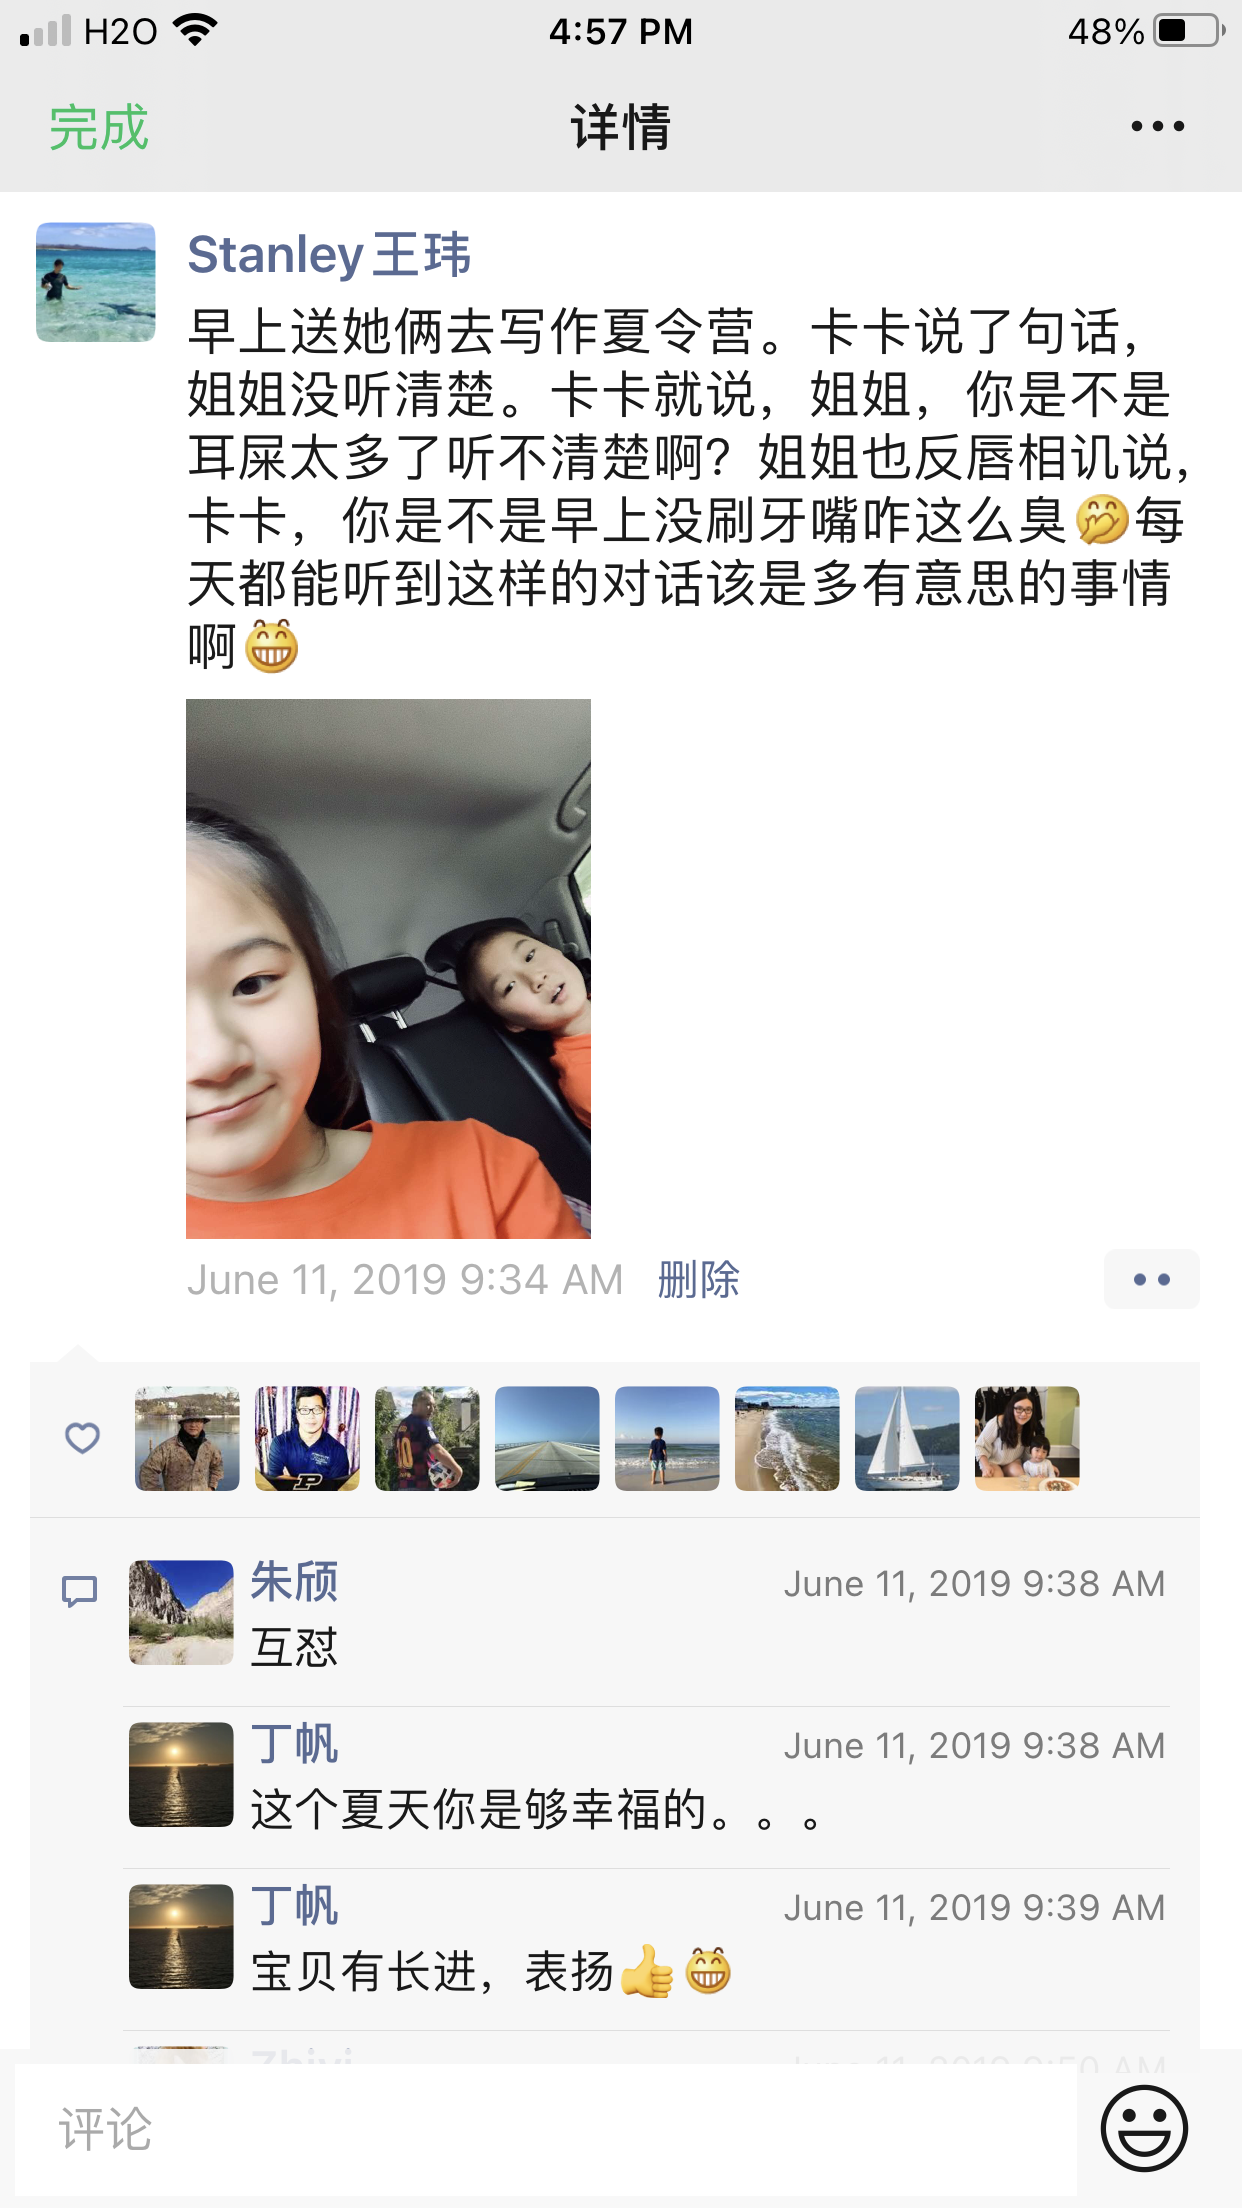 H2O 4:57 PM 48%
完成 详情
Stanley王玮
早上送她俩去写作夏令营。卡卡说了句话，
姐姐没听清楚。卡卡就说，姐姐，你是不是
耳屎太多了听不清楚啊？姐姐也反唇相讥说，
卡卡，你是不是早上没刷牙嘴咋这么臭🤭每
天都能听到这样的对话该是多有意思的事情
啊😁
June 11, 2019 9:34 AM 删除
朱颀 June 11, 2019 9:38 AM
互怼
丁帆 June 11, 2019 9:38 AM
这个夏天你是够幸福的。。。
丁帆 June 11, 2019 9:39 AM
宝贝有长进，表扬👍😁
评论